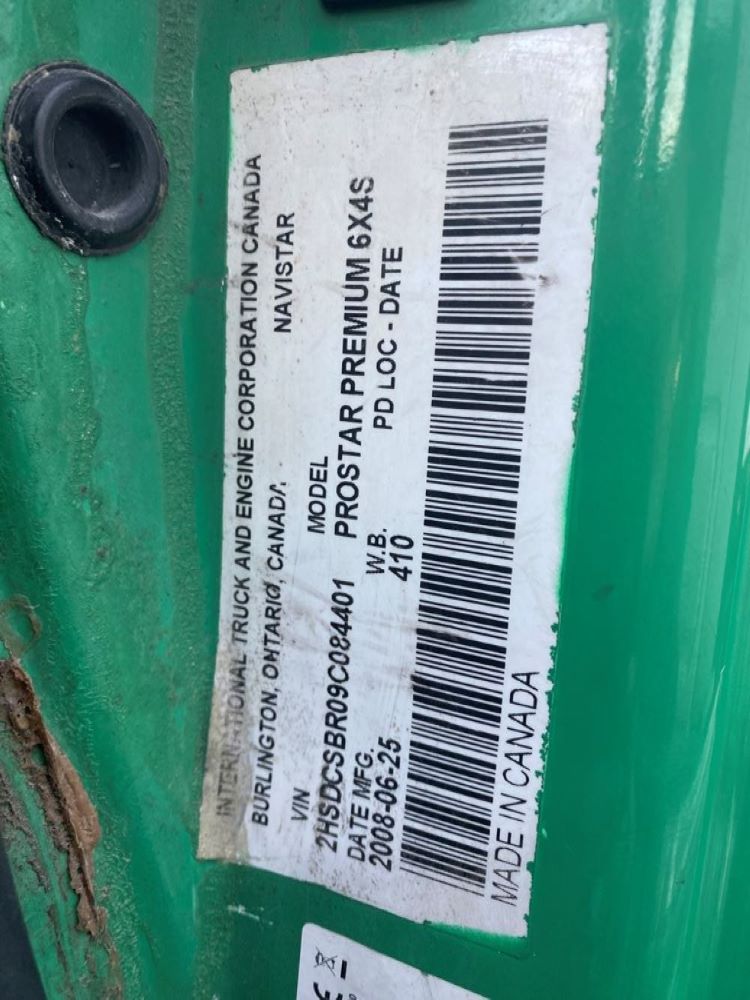 INTERNATIONAL TRUCK AND ENGINE CORPORATION CANADA
BURLINGTON, ONTARIO, CANADA. NAVISTAR
VIN MODEL
2HSDCSBR09C084401 PROSTAR PREMIUM 6X4S
DATE MFG. W.B. PD LOC - DATE
2008-06-25 410
MADE IN CANADA